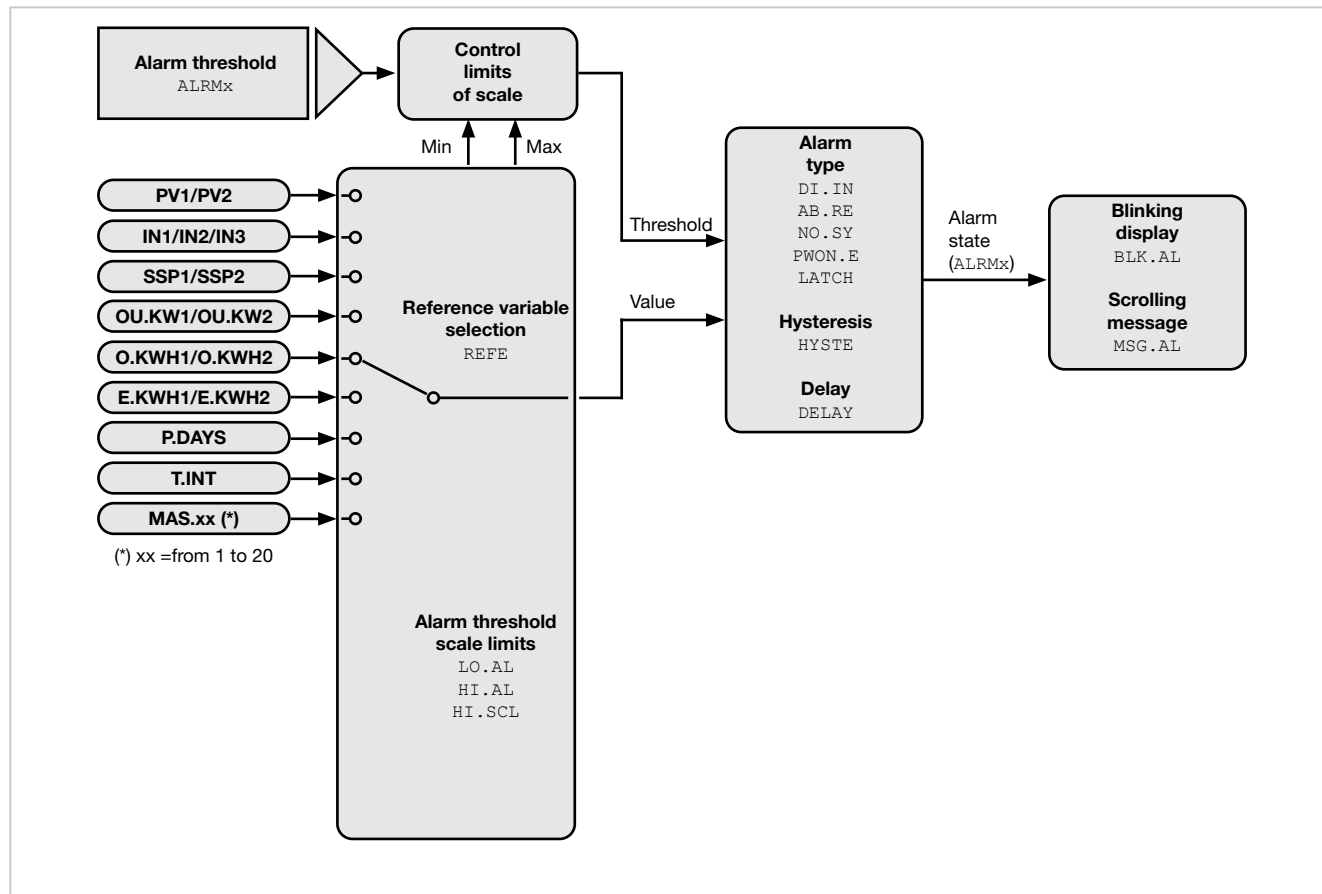 Alarm threshold
ALRMx
Control
limits
of scale
Min
Max
PV1/PV2
IN1/IN2/IN3
SSP1/SSP2
OU.KW1/OU.KW2
O.KWH1/O.KWH2
E.KWH1/E.KWH2
P.DAYS
T.INT
MAS.xx (*)
(*) xx =from 1 to 20
Reference variable
selection
REFE
Alarm threshold
scale limits
LO.AL
HI.AL
HI.SCL
Threshold
Value
Alarm
type
DI.IN
AB.RE
NO.SY
PWON.E
LATCH
Hysteresis
HYSTE
Delay
DELAY
Alarm
state
(ALRMx)
Blinking
display
BLK.AL
Scrolling
message
MSG.AL